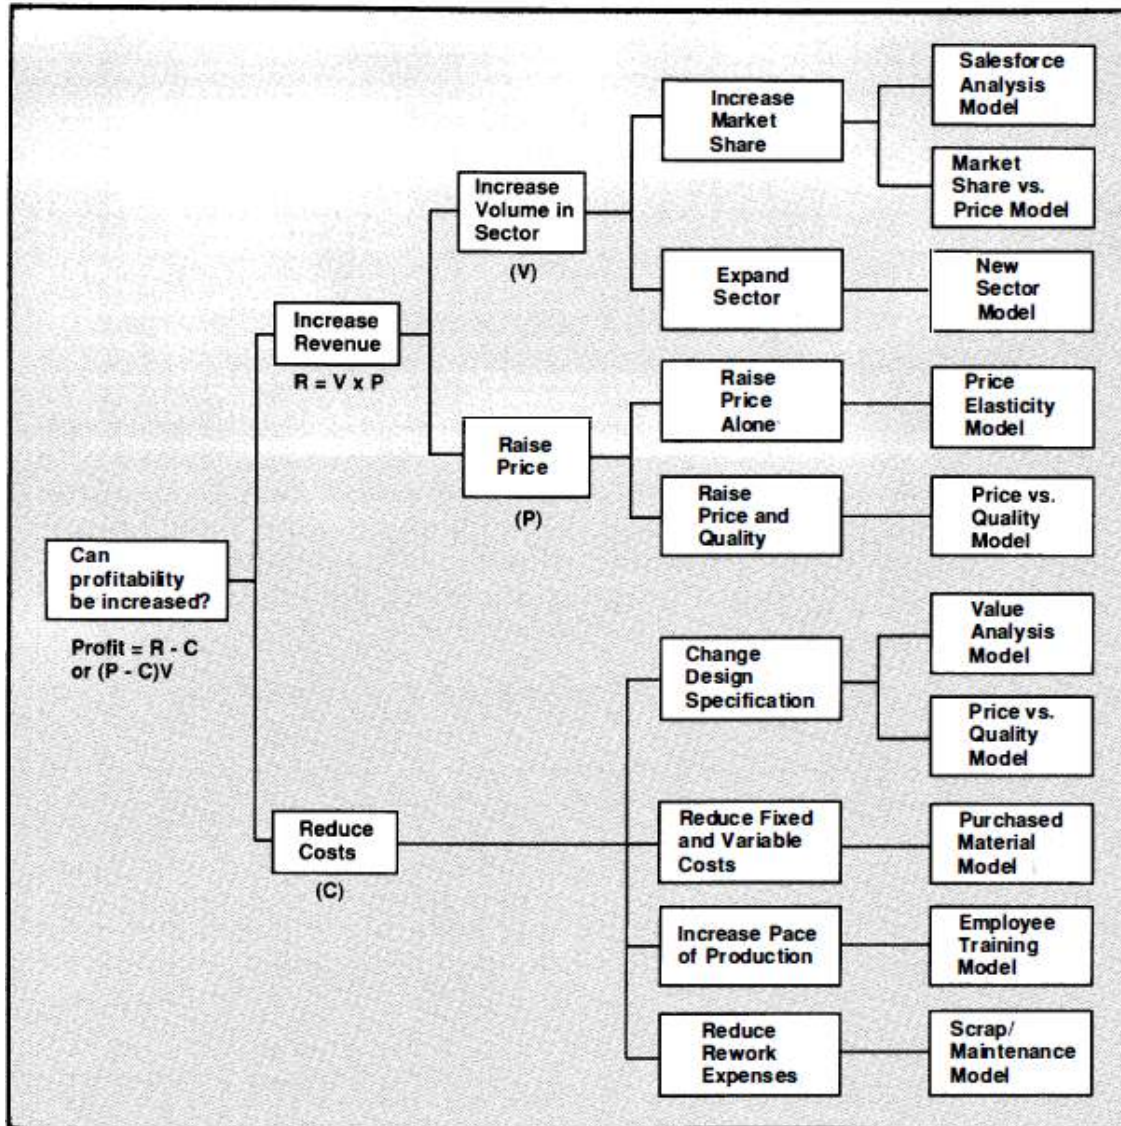 Can
profitability
be increased?
Profit = R - C
or (P - C)V
Increase
Revenue
R = V x P
Reduce
Costs
(C)
Increase
Volume in
Sector
(V)
Raise
Price
(P)
Increase
Market
Share
Expand
Sector
Raise
Price
Alone
Raise
Price and
Quality
Change
Design
Specification
Reduce Fixed
and Variable
Costs
Increase Pace
of Production
Reduce
Rework
Expenses
Salesforce
Analysis
Model
Market
Share vs.
Price Model
New
Sector
Model
Price
Elasticity
Model
Price vs.
Quality
Model
Value
Analysis
Model
Price vs.
Quality
Model
Purchased
Material
Model
Employee
Training
Model
Scrap/
Maintenance
Model